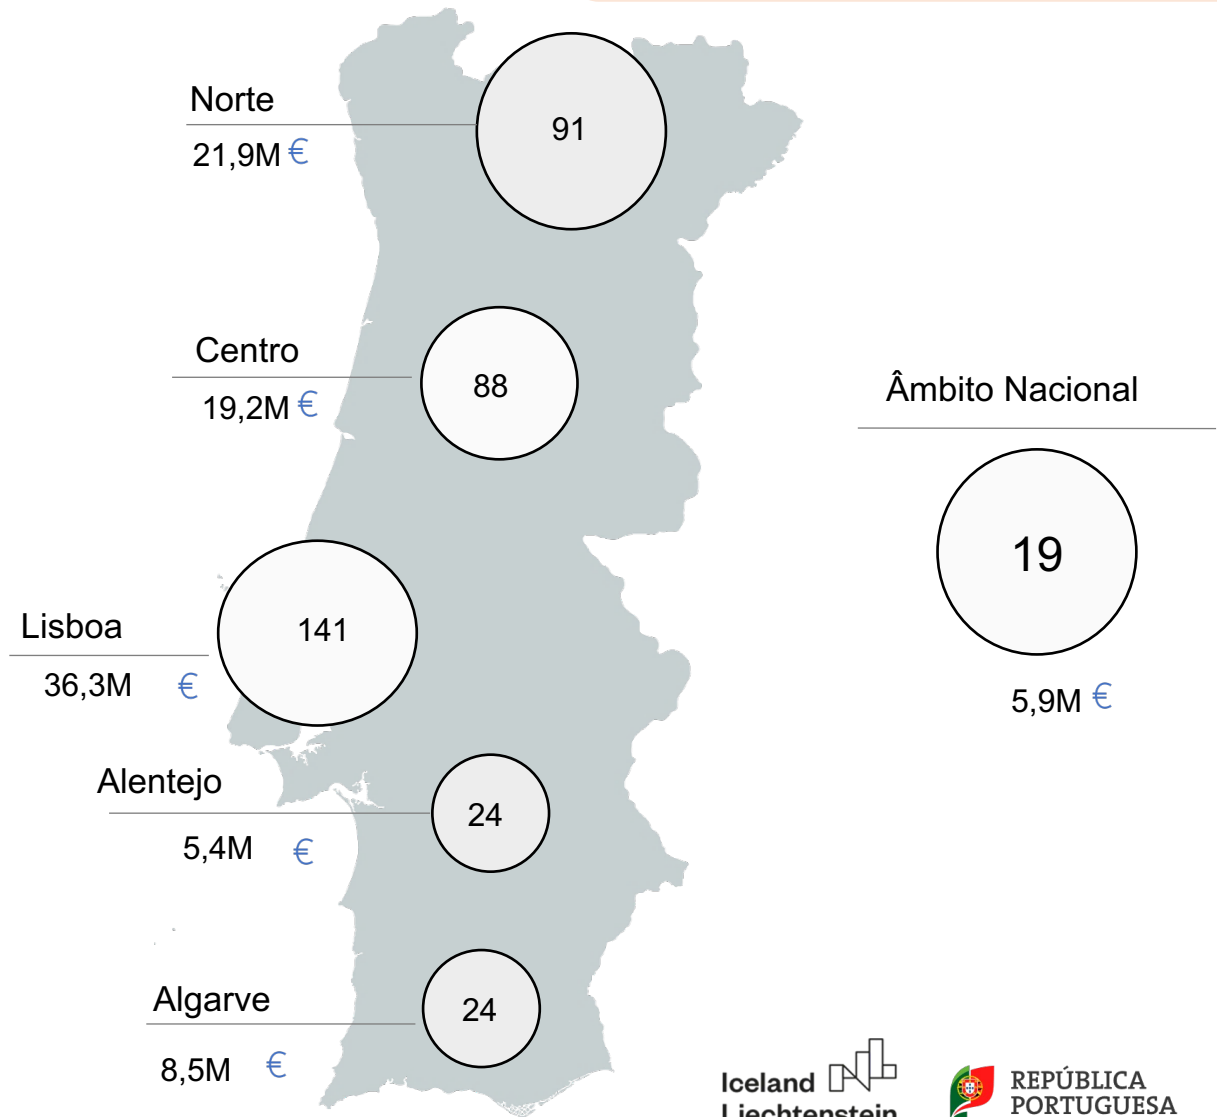 Norte
91
21,9M €
Centro
88
19,2M €
Âmbito Nacional
19
5,9M €
Lisboa
141
36,3M €
Alentejo
24
5,4M €
Algarve
24
8,5M €
Iceland
Liechtenstein
REPÚBLICA
PORTUGUESA